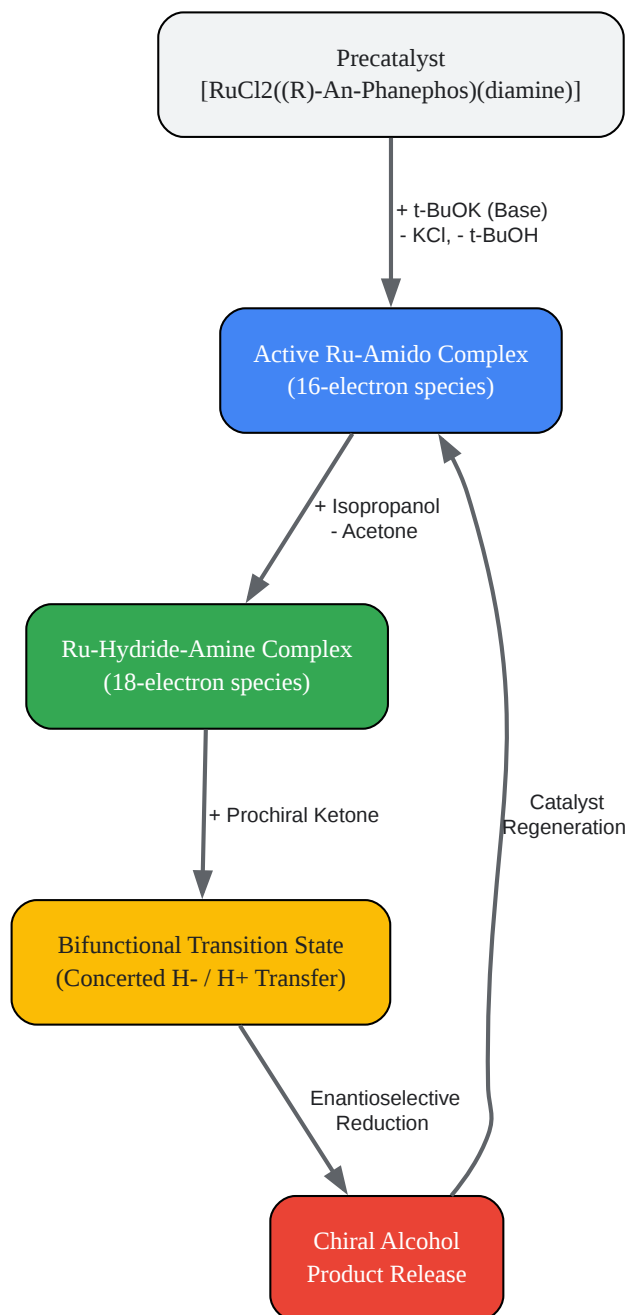 Precatalyst
[RuCl2((R)-An-Phanephos)(diamine)]
+ t-BuOK (Base)
- KCl, - t-BuOH
Active Ru-Amido Complex
(16-electron species)
+ Isopropanol
- Acetone
Ru-Hydride-Amine Complex
(18-electron species)
+ Prochiral Ketone
Catalyst
Regeneration
Bifunctional Transition State
(Concerted H- / H+ Transfer)
Enantioselective
Reduction
Chiral Alcohol
Product Release